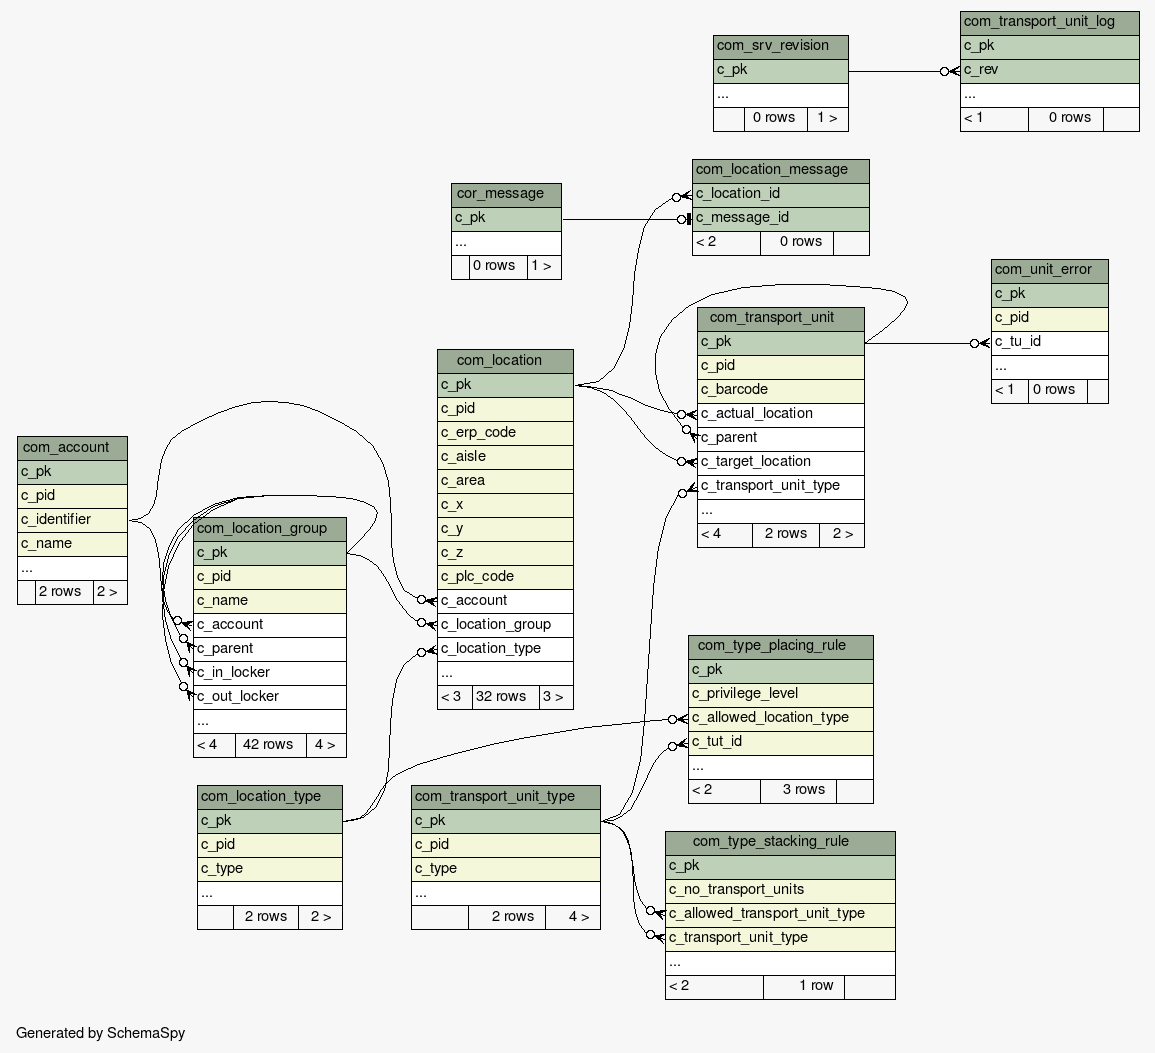 com_transport_unit_log
c_pk
c_rev
...
< 1 0 rows
com_srv_revision
c_pk
...
0 rows 1 >
com_location_message
c_location_id
c_message_id
< 2 0 rows
cor_message
c_pk
...
0 rows 1 >
com_unit_error
c_pk
c_pid
c_tu_id
...
< 1 0 rows
com_transport_unit
c_pk
c_pid
c_barcode
c_actual_location
c_parent
c_target_location
c_transport_unit_type
...
< 4 2 rows 2 >
com_location
c_pk
c_pid
c_erp_code
c_aisle
c_area
c_x
c_y
c_z
c_plc_code
c_account
c_location_group
c_location_type
...
< 3 32 rows 3 >
com_account
c_pk
c_pid
c_identifier
c_name
...
2 rows 2 >
com_location_group
c_pk
c_pid
c_name
c_account
c_parent
c_in_locker
c_out_locker
...
< 4 42 rows 4 >
com_type_placing_rule
c_pk
c_privilege_level
c_allowed_location_type
c_tut_id
...
< 2 3 rows
com_location_type
c_pk
c_pid
c_type
...
2 rows 2 >
com_transport_unit_type
c_pk
c_pid
c_type
...
2 rows 4 >
com_type_stacking_rule
c_pk
c_no_transport_units
c_allowed_transport_unit_type
c_transport_unit_type
...
< 2 1 row
Generated by SchemaSpy